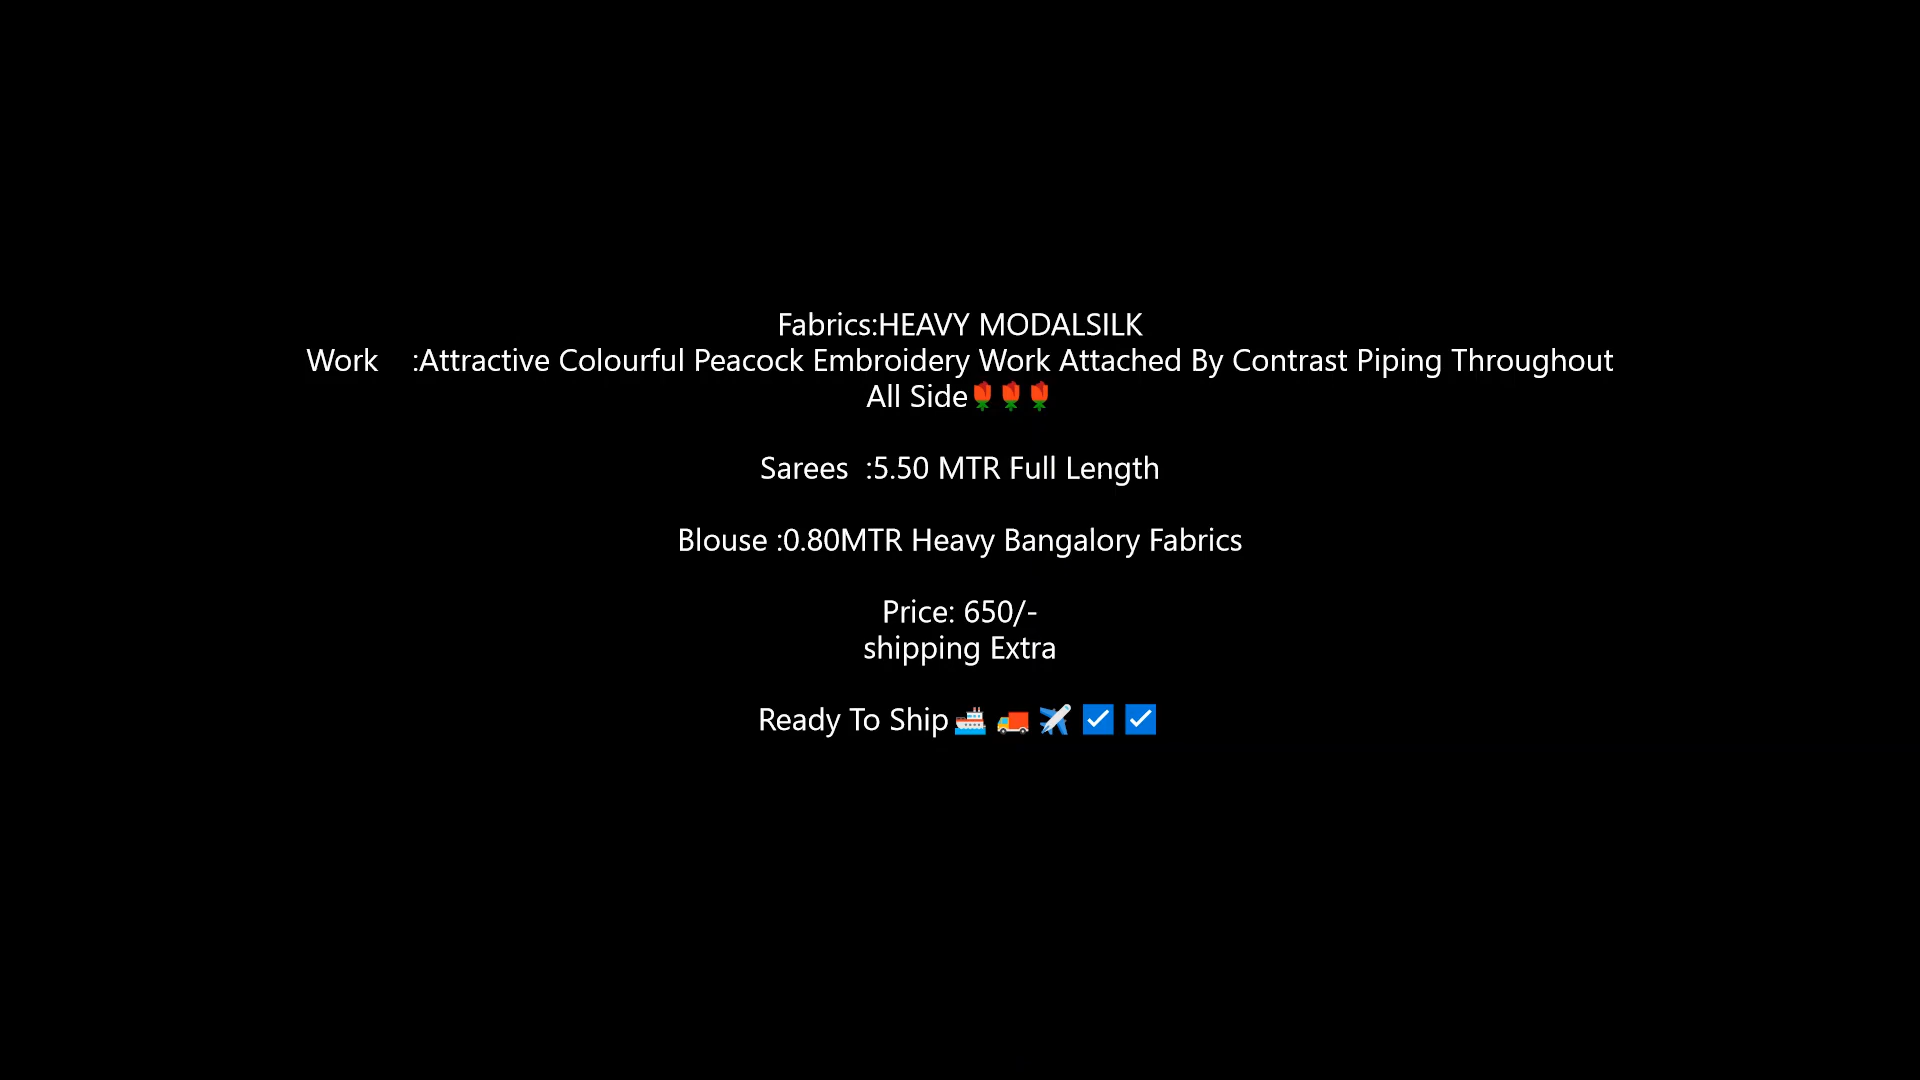 Fabrics:HEAVY MODALSILK
Work    :Attractive Colourful Peacock Embroidery Work Attached By Contrast Piping Throughout
All Side🌹🌹🌹
Sarees  :5.50 MTR Full Length
Blouse :0.80MTR Heavy Bangalory Fabrics
Price: 650/-
shipping Extra
Ready To Ship🛳️ 🚚 ✈️ ☑️ ☑️